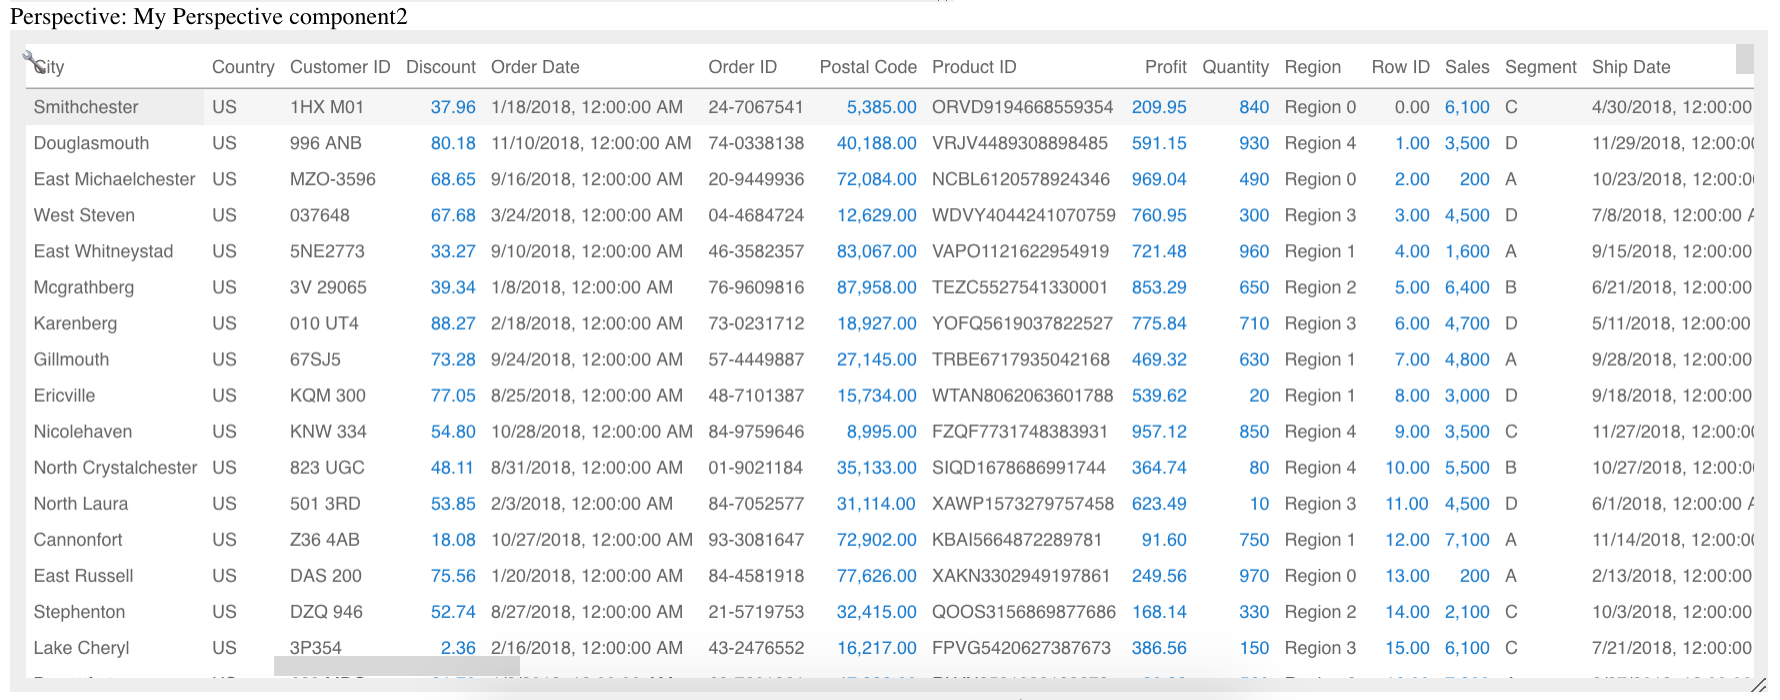 Perspective: My Perspective component2
City Country Customer ID Discount Order Date Order ID Postal Code Product ID Profit Quantity Region Row ID Sales Segment Ship Date
Smithchester US 1HX M01 37.96 1/18/2018, 12:00:00 AM 24-7067541 5,385.00 ORVD9194668559354 209.95 840 Region 0 0.00 6,100 C 4/30/2018, 12:00:00
Douglasmouth US 996 ANB 80.18 11/10/2018, 12:00:00 AM 74-0338138 40,188.00 VRJV4489308898485 591.15 930 Region 4 1.00 3,500 D 11/29/2018, 12:00:00
East Michaelchester US MZO-3596 68.65 9/16/2018, 12:00:00 AM 20-9449936 72,084.00 NCBL6120578924346 969.04 490 Region 0 2.00 200 A 10/23/2018, 12:00:00
West Steven US 037648 67.68 3/24/2018, 12:00:00 AM 04-4684724 12,629.00 WDVY4044241070759 760.95 300 Region 3 3.00 4,500 D 7/8/2018, 12:00:00 A
East Whitneystad US 5NE2773 33.27 9/10/2018, 12:00:00 AM 46-3582357 83,067.00 VAPO1121622954919 721.48 960 Region 1 4.00 1,600 A 9/15/2018, 12:00:00
Mcgrathberg US 3V 29065 39.34 1/8/2018, 12:00:00 AM 76-9609816 87,958.00 TEZC5527541330001 853.29 650 Region 2 5.00 6,400 B 6/21/2018, 12:00:00
Karenberg US 010 UT4 88.27 2/18/2018, 12:00:00 AM 73-0231712 18,927.00 YOFQ5619037822527 775.84 710 Region 3 6.00 4,700 D 5/11/2018, 12:00:00
Gillmouth US 67SJ5 73.28 9/24/2018, 12:00:00 AM 57-4449887 27,145.00 TRBE6717935042168 469.32 630 Region 1 7.00 4,800 A 9/28/2018, 12:00:00
Ericville US KQM 300 77.05 8/25/2018, 12:00:00 AM 48-7101387 15,734.00 WTAN8062063601788 539.62 20 Region 1 8.00 3,000 D 9/18/2018, 12:00:00
Nicolehaven US KNW 334 54.80 10/28/2018, 12:00:00 AM 84-9759646 8,995.00 FZQF7731748383931 957.12 850 Region 4 9.00 3,500 C 11/27/2018, 12:00:00
North Crystalchester US 823 UGC 48.11 8/31/2018, 12:00:00 AM 01-9021184 35,133.00 SIQD1678686991744 364.74 80 Region 4 10.00 5,500 B 10/27/2018, 12:00:00
North Laura US 501 3RD 53.85 2/3/2018, 12:00:00 AM 84-7052577 31,114.00 XAWP1573279757458 623.49 10 Region 3 11.00 4,500 D 6/1/2018, 12:00:00 A
Cannonfort US Z36 4AB 18.08 10/27/2018, 12:00:00 AM 93-3081647 72,902.00 KBAI5664872289781 91.60 750 Region 1 12.00 7,100 A 11/14/2018, 12:00:00
East Russell US DAS 200 75.56 1/20/2018, 12:00:00 AM 84-4581918 77,626.00 XAKN3302949197861 249.56 970 Region 0 13.00 200 A 2/13/2018, 12:00:00
Stephenton US DZQ 946 52.74 8/27/2018, 12:00:00 AM 21-5719753 32,415.00 QOOS3156869877686 168.14 330 Region 2 14.00 2,100 C 10/3/2018, 12:00:00
Lake Cheryl US 3P354 2.36 2/16/2018, 12:00:00 AM 43-2476552 16,217.00 FPVG5420627387673 386.56 150 Region 3 15.00 6,100 C 7/21/2018, 12:00:00